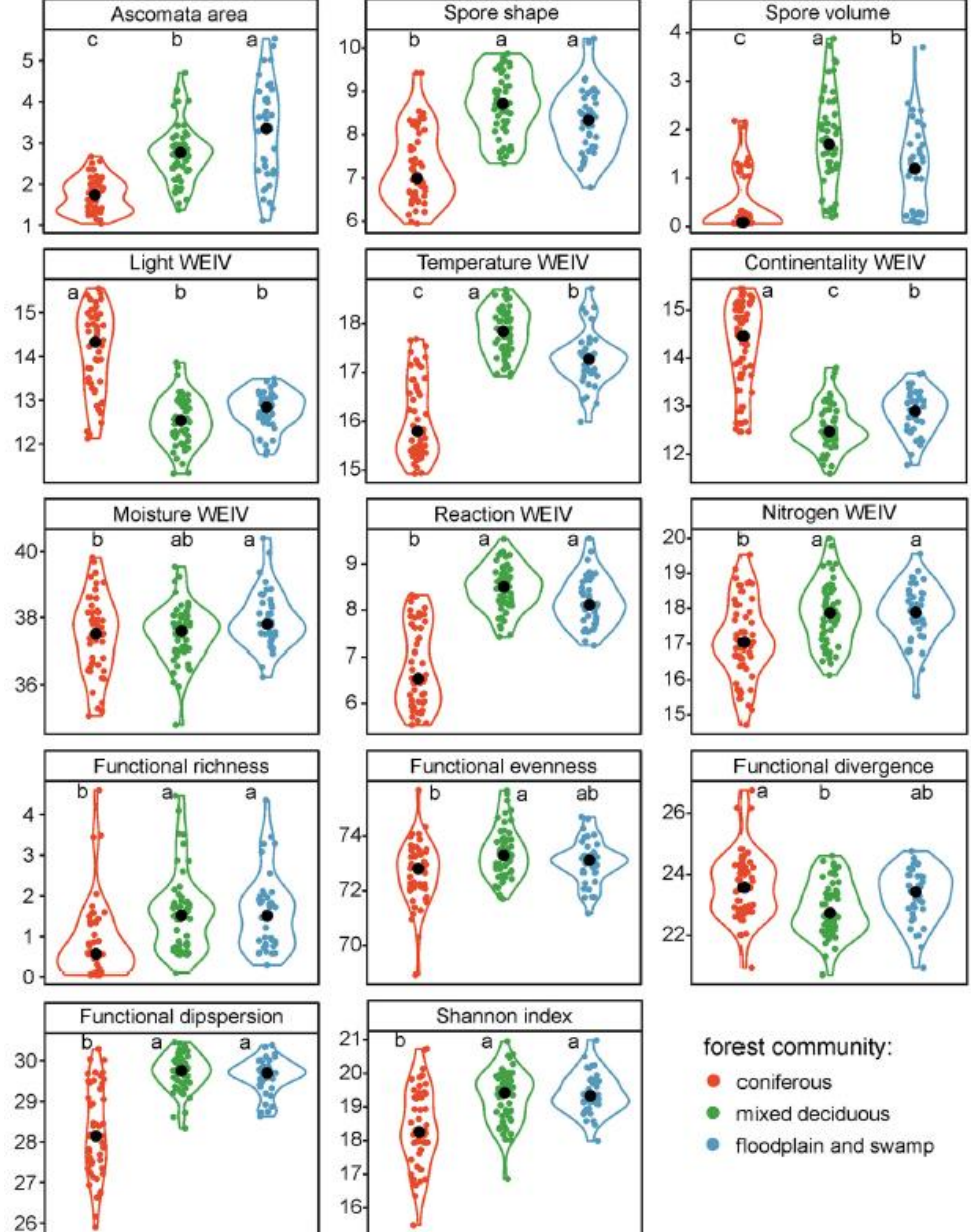 Ascomata area Spore shape Spore volume
c b a b a a c a b
5 4 3 2 1
10 9 8 7 6
4 3 2 1 0
Light WEIV Temperature WEIV Continentality WEIV
a b b c a b a c b
15 14 13 12
18 17 16 15
15 14 13 12
Moisture WEIV Reaction WEIV Nitrogen WEIV
b ab a b a a b a a
40 38 36
9 8 7 6
20 19 18 17 16 15
Functional richness Functional evenness Functional divergence
b a a b a ab a b ab
4 3 2 1 0
74 72 70
26 24 22
Functional dipspersion Shannon index
b a a b a a
30 29 28 27 26
21 20 19 18 17 16
forest community:
coniferous
mixed deciduous
floodplain and swamp